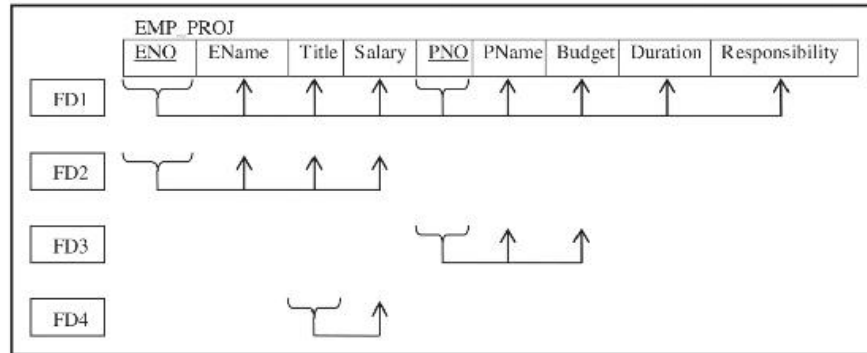 EMP_PROJ
ENO EName Title Salary PNO PName Budget Duration Responsibility
FD1
FD2
FD3
FD4